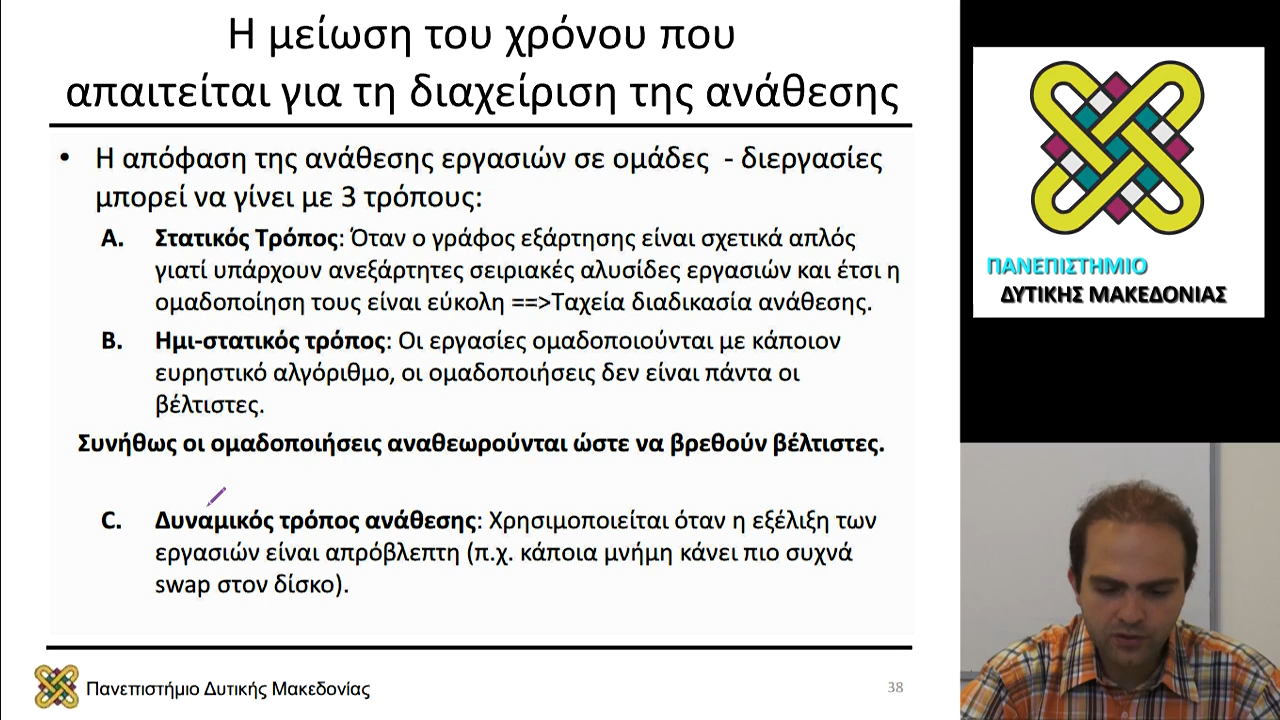 Η μείωση του χρόνου που
απαιτείται για τη διαχείριση της ανάθεσης
• Η απόφαση της ανάθεσης εργασιών σε ομάδες - διεργασίες
μπορεί να γίνει με 3 τρόπους:
A. Στατικός Τρόπος: Όταν ο γράφος εξάρτησης είναι σχετικά απλός
γιατί υπάρχουν ανεξάρτητες σειριακές αλυσίδες εργασιών και έτσι η
ομαδοποίηση τους είναι εύκολη ==>Ταχεία διαδικασία ανάθεσης.
B. Ημι-στατικός τρόπος: Οι εργασίες ομαδοποιούνται με κάποιον
ευρηστικό αλγόριθμο, οι ομαδοποιήσεις δεν είναι πάντα οι
βέλτιστες.
Συνήθως οι ομαδοποιήσεις αναθεωρούνται ώστε να βρεθούν βέλτιστες.
C. Δυναμικός τρόπος ανάθεσης: Χρησιμοποιείται όταν η εξέλιξη των
εργασιών είναι απρόβλεπτη (π.χ. κάποια μνήμη κάνει πιο συχνά
swap στον δίσκο).
Πανεπιστήμιο Δυτικής Μακεδονίας
38
ΠΑΝΕΠΙΣΤΗΜΙΟ
ΔΥΤΙΚΗΣ ΜΑΚΕΔΟΝΙΑΣ